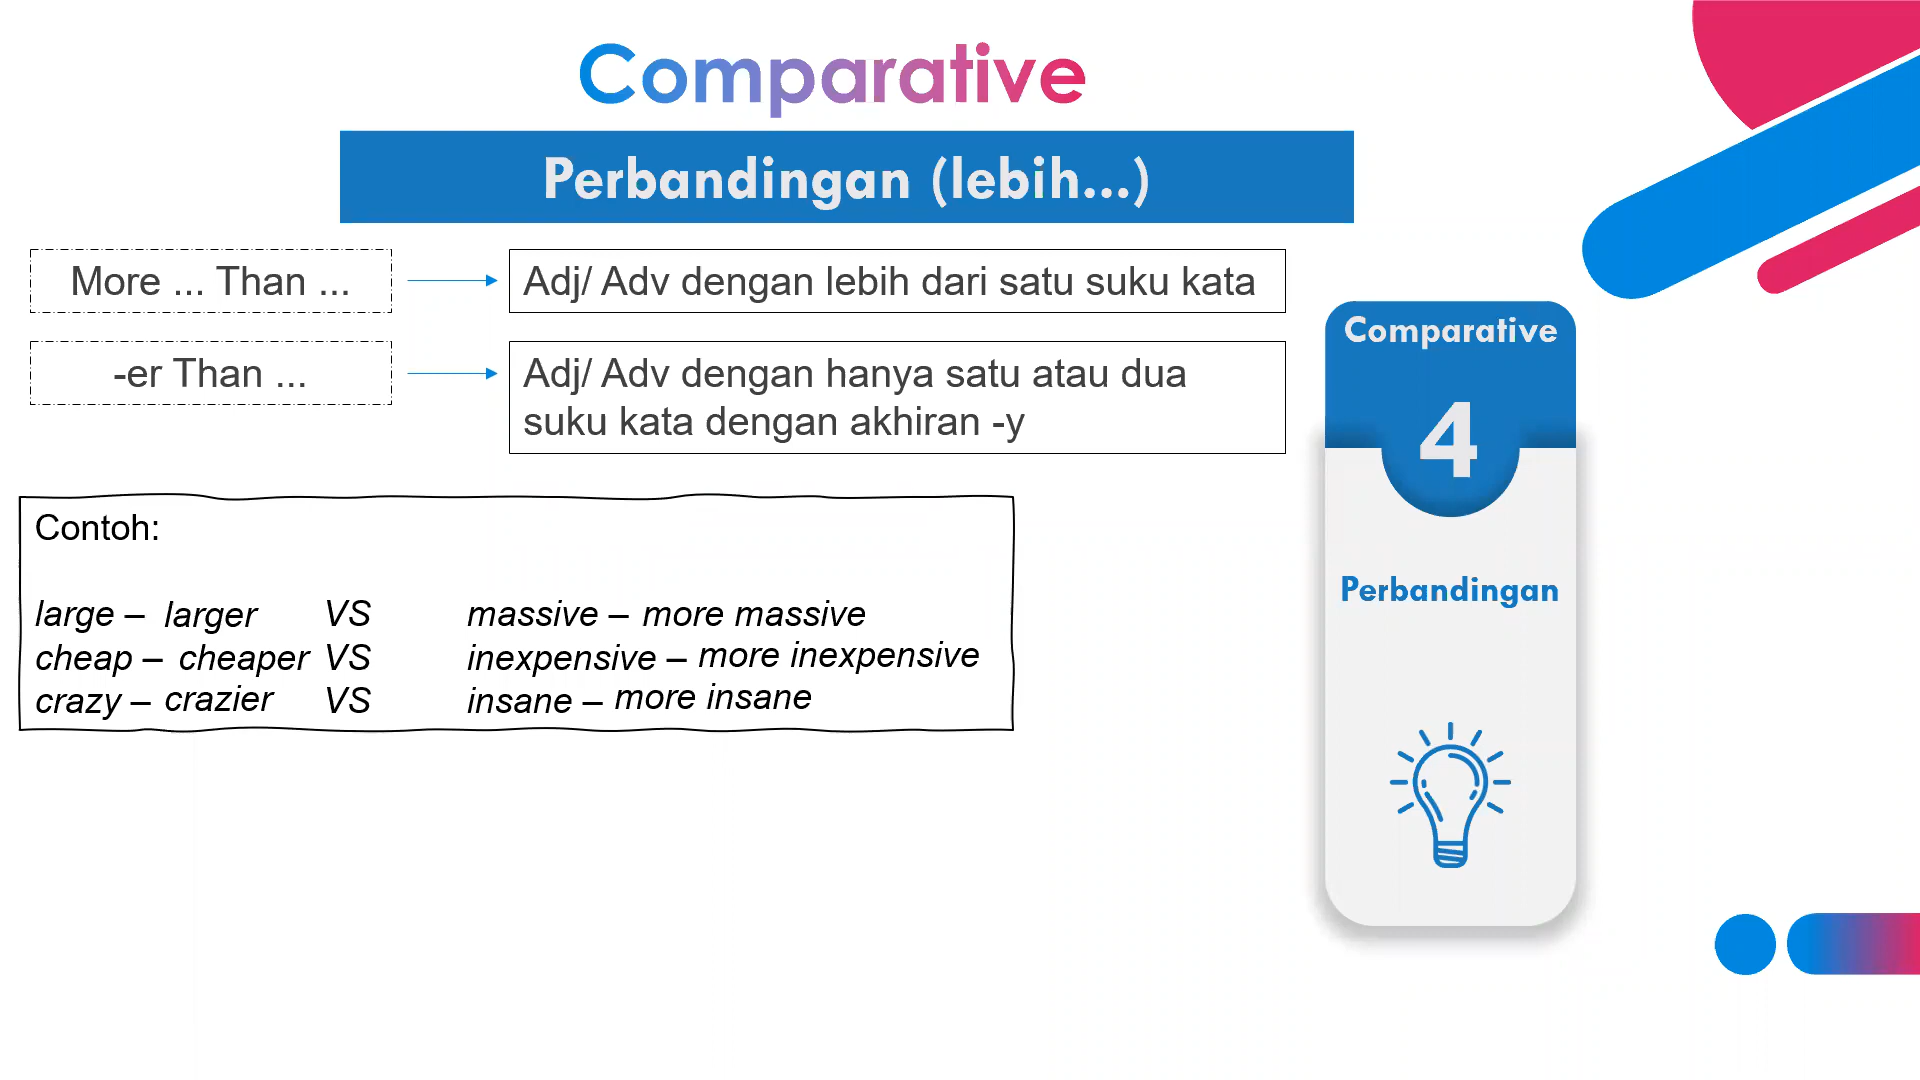 Comparative
Perbandingan (lebih...)
More ... Than ...
Adj/ Adv dengan lebih dari satu suku kata
-er Than ...
Adj/ Adv dengan hanya satu atau dua
suku kata dengan akhiran -y
Contoh:
large – larger VS massive – more massive
cheap – cheaper VS inexpensive – more inexpensive
crazy – crazier VS insane – more insane
Comparative
4
Perbandingan